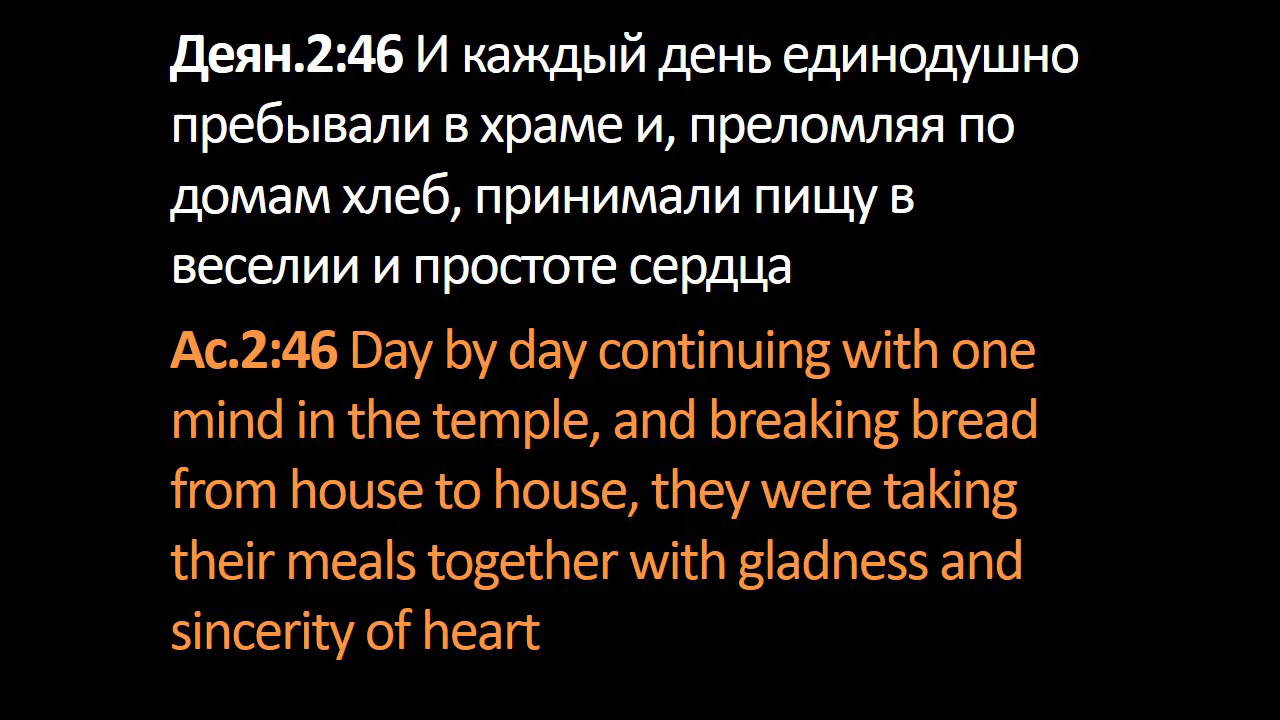 Деян.2:46 И каждый день единодушно
пребывали в храме и, преломляя по
домам хлеб, принимали пищу в
веселии и простоте сердца
Ac.2:46 Day by day continuing with one
mind in the temple, and breaking bread
from house to house, they were taking
their meals together with gladness and
sincerity of heart